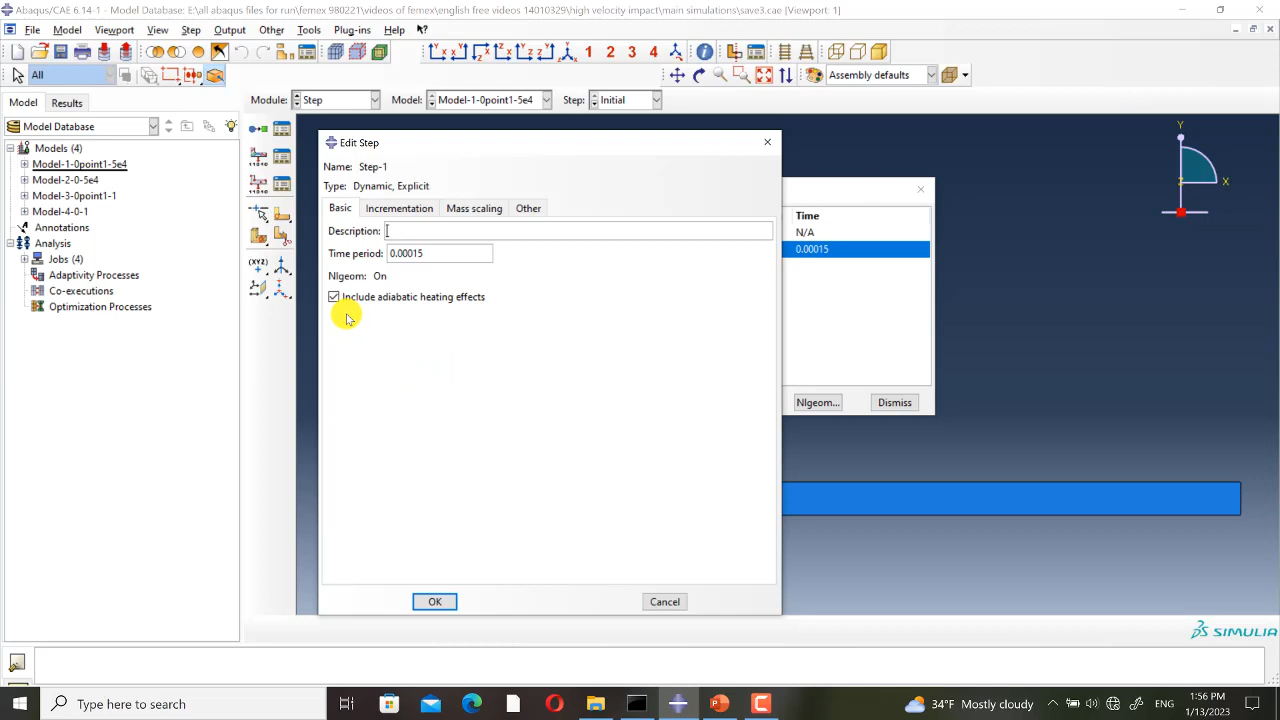 Abaqus/CAE 6.14-1 - Model Database: E:\all abaqus files for run\femex 980221\videos of femex\english free videos 14010329\high velocity impact\main simulations\save3.cae [Viewport: 1]
File Model Viewport View Step Output Other Tools Plug-ins Help
1 2 3 4
All
Assembly defaults
Model Results
Module: Step Model: Model-1-0point1-5e4 Step: Initial
Model Database
Models (4)
Model-1-0point1-5e4
Model-2-0-5e4
Model-3-0point1-1
Model-4-0-1
Annotations
Analysis
Jobs (4)
Adaptivity Processes
Co-executions
Optimization Processes
Edit Step
Name: Step-1
Type: Dynamic, Explicit
Basic Incrementation Mass scaling Other
Description:
Time period: 0.00015
Nlgeom: On
Include adiabatic heating effects
OK Cancel
Time
N/A
0.00015
Nlgeom... Dismiss
Y
Z X
SIMULIA
Type here to search
34°F Mostly cloudy
ENG
1:56 PM
1/13/2023